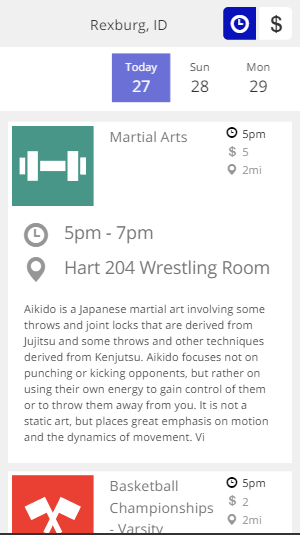 Rexburg, ID
$
Today Sun Mon
27 28 29
Martial Arts
5pm
$ 5
2mi
5pm - 7pm
Hart 204 Wrestling Room
Aikido is a Japanese martial art involving some
throws and joint locks that are derived from
Jujitsu and some throws and other techniques
derived from Kenjutsu. Aikido focuses not on
punching or kicking opponents, but rather on
using their own energy to gain control of them
or to throw them away from you. It is not a
static art, but places great emphasis on motion
and the dynamics of movement. Vi
Basketball
Championships
- Varsity
5pm
$ 2
2mi